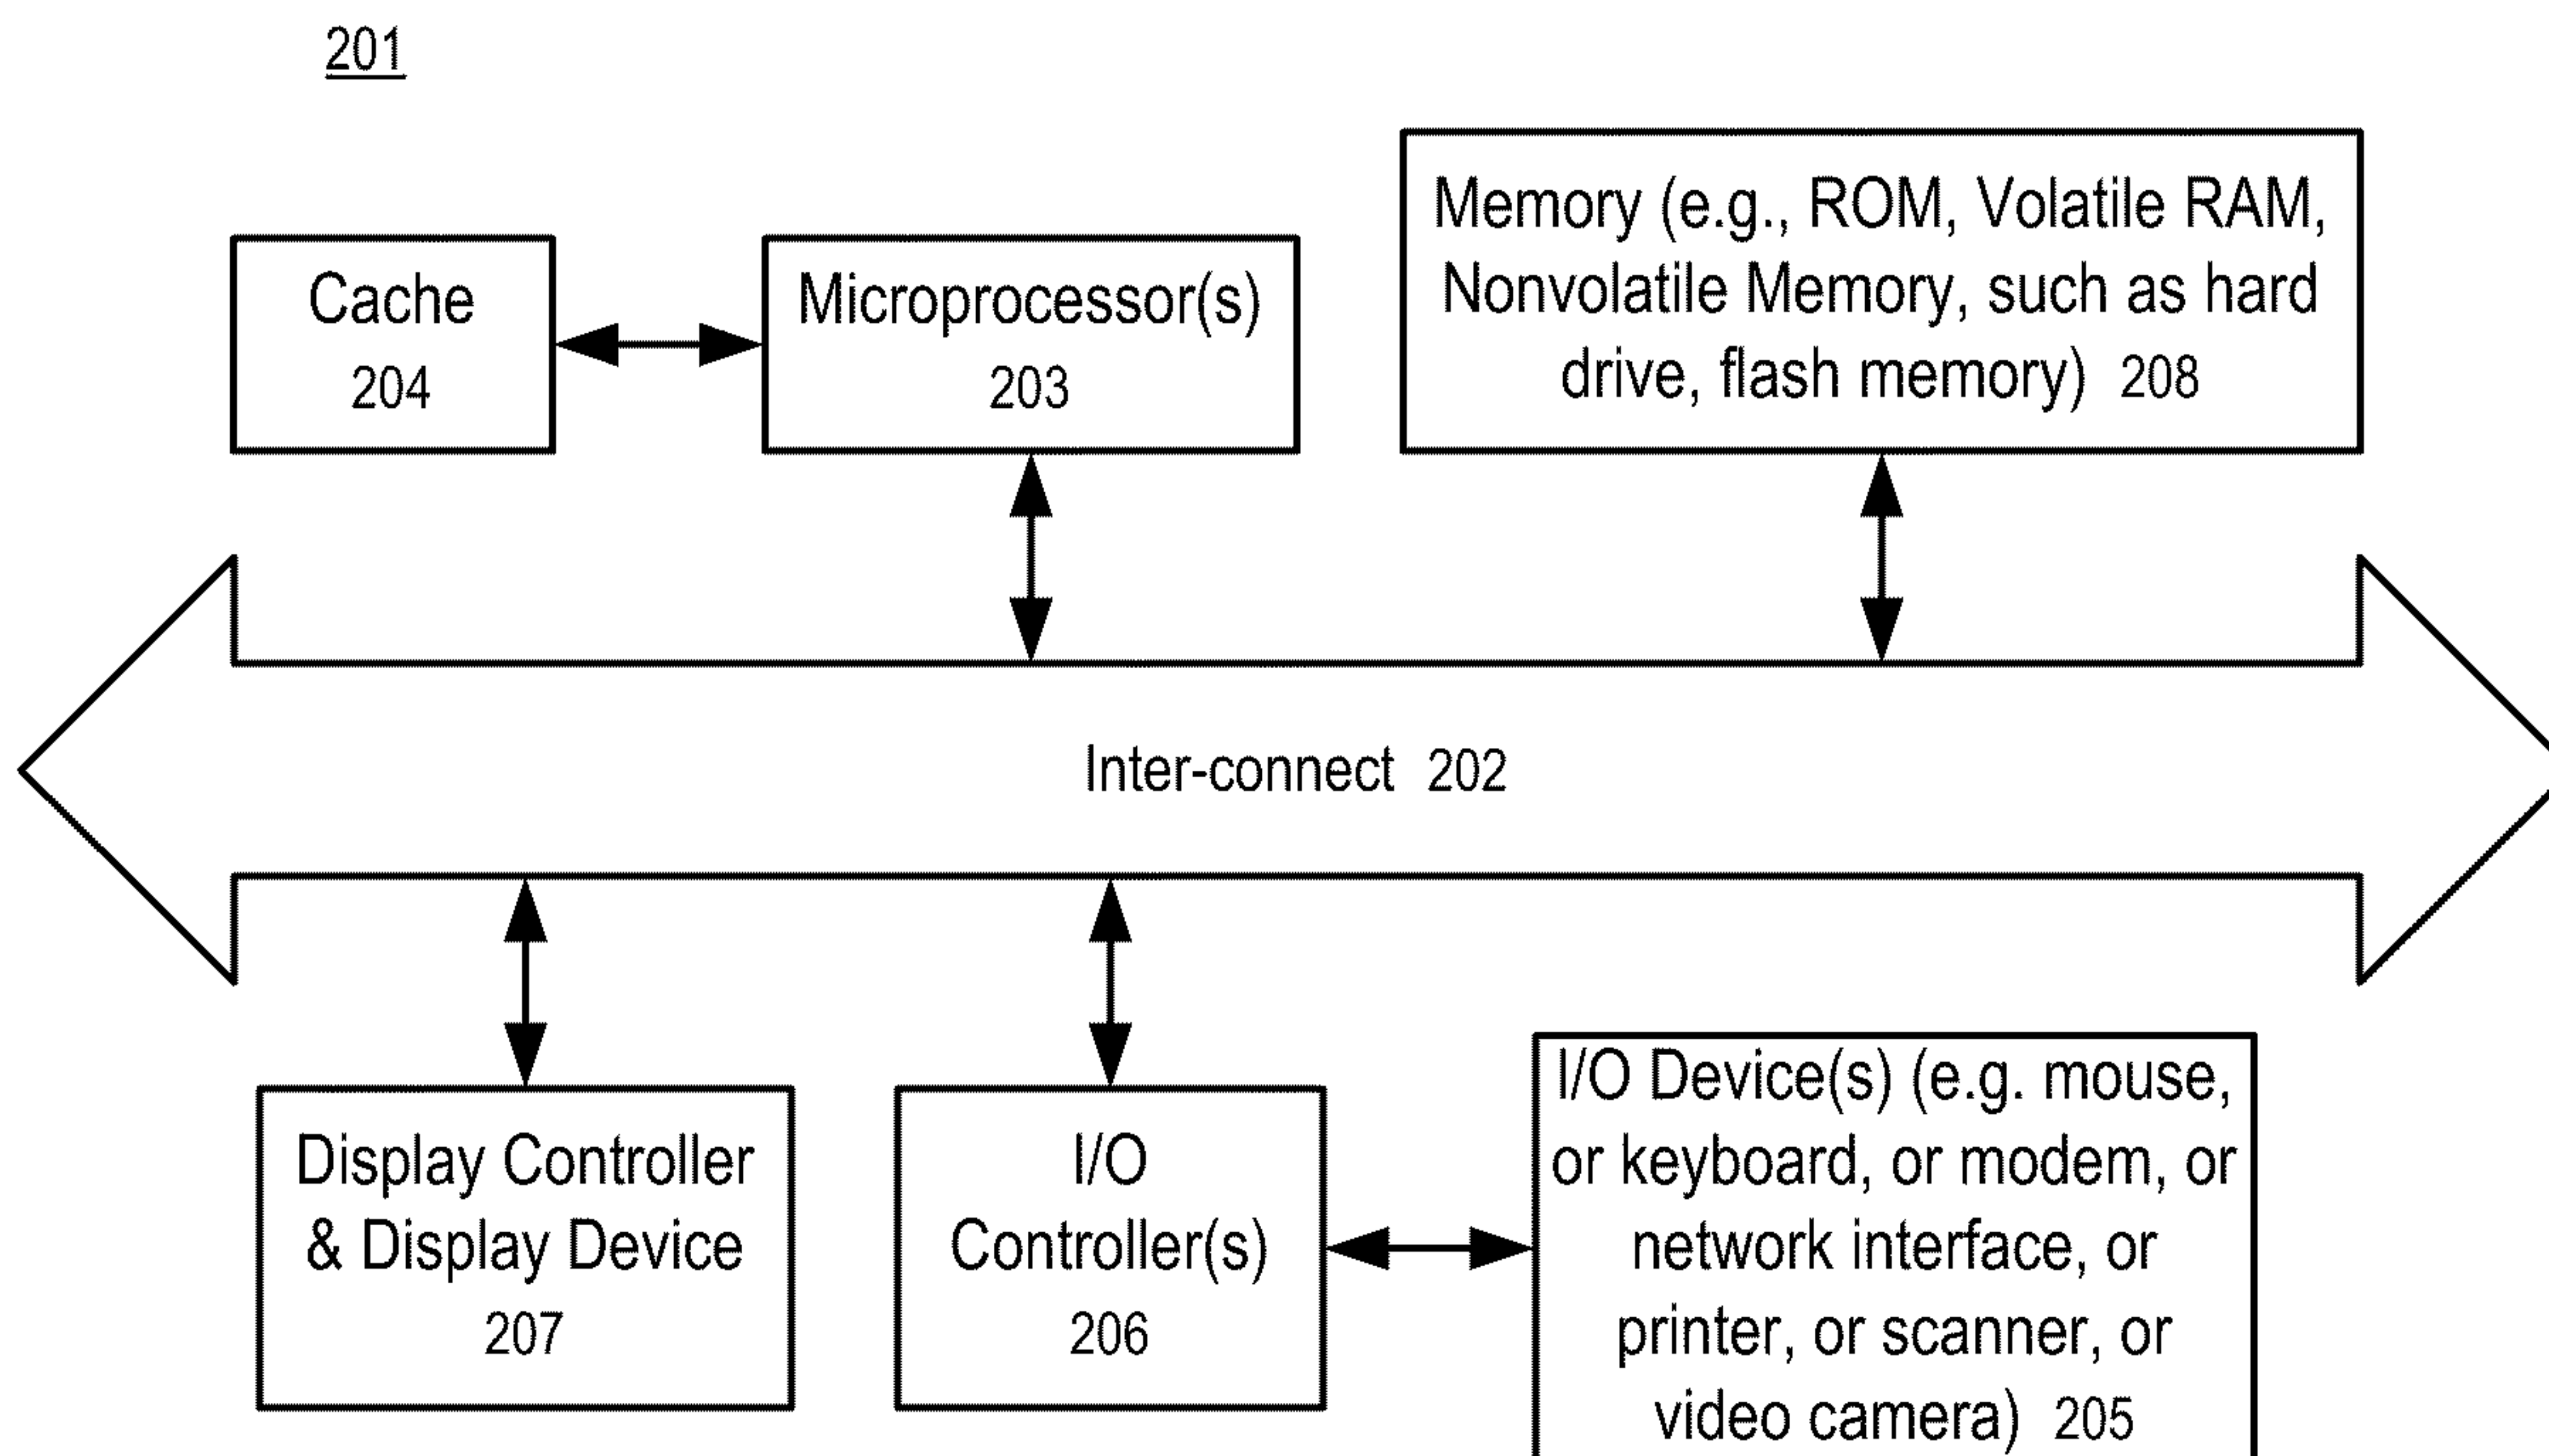 201
Cache
204
Microprocessor(s)
203
Memory (e.g., ROM, Volatile RAM,
Nonvolatile Memory, such as hard
drive, flash memory) 208
Inter-connect 202
Display Controller
& Display Device
207
I/O
Controller(s)
206
I/O Device(s) (e.g. mouse,
or keyboard, or modem, or
network interface, or
printer, or scanner, or
video camera) 205